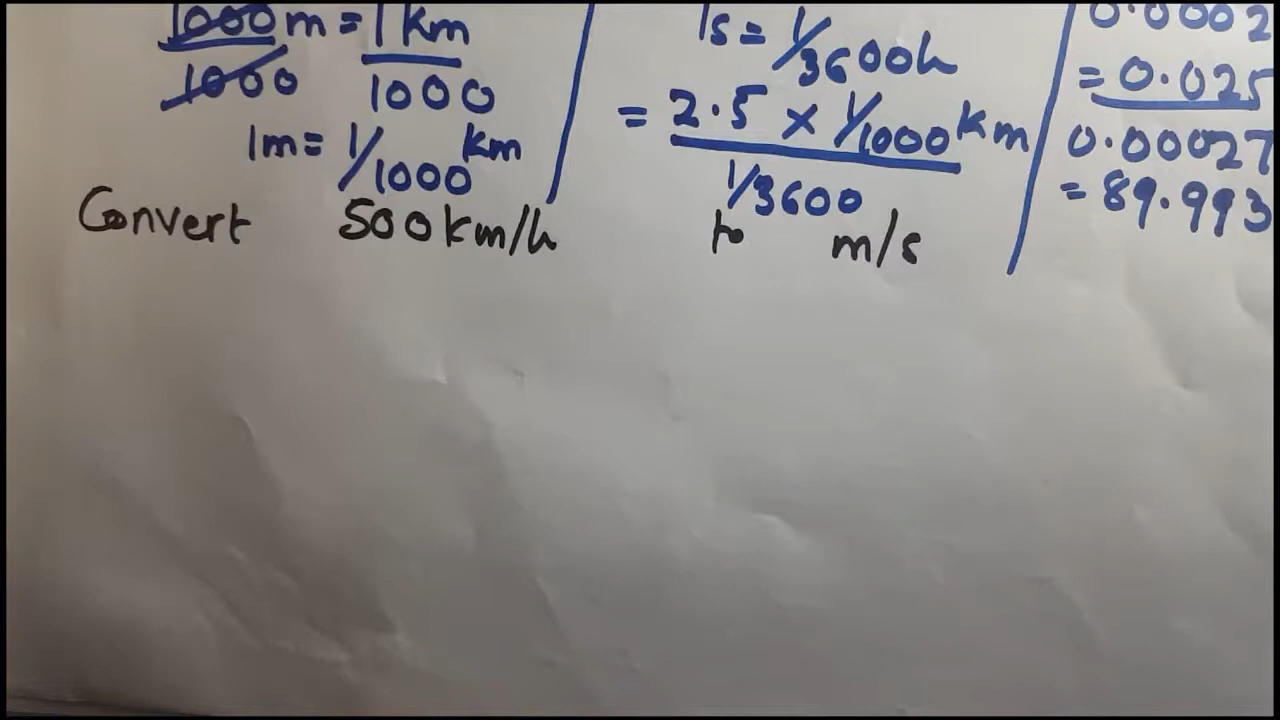 1000m = 1km
1000 1000
1m = 1/1000 km
1s = 1/3600h
= 2.5 × 1/1000 km
1/3600
0.0002
= 0.025
0.00027
= 89.993
Convert 500km/h to m/s